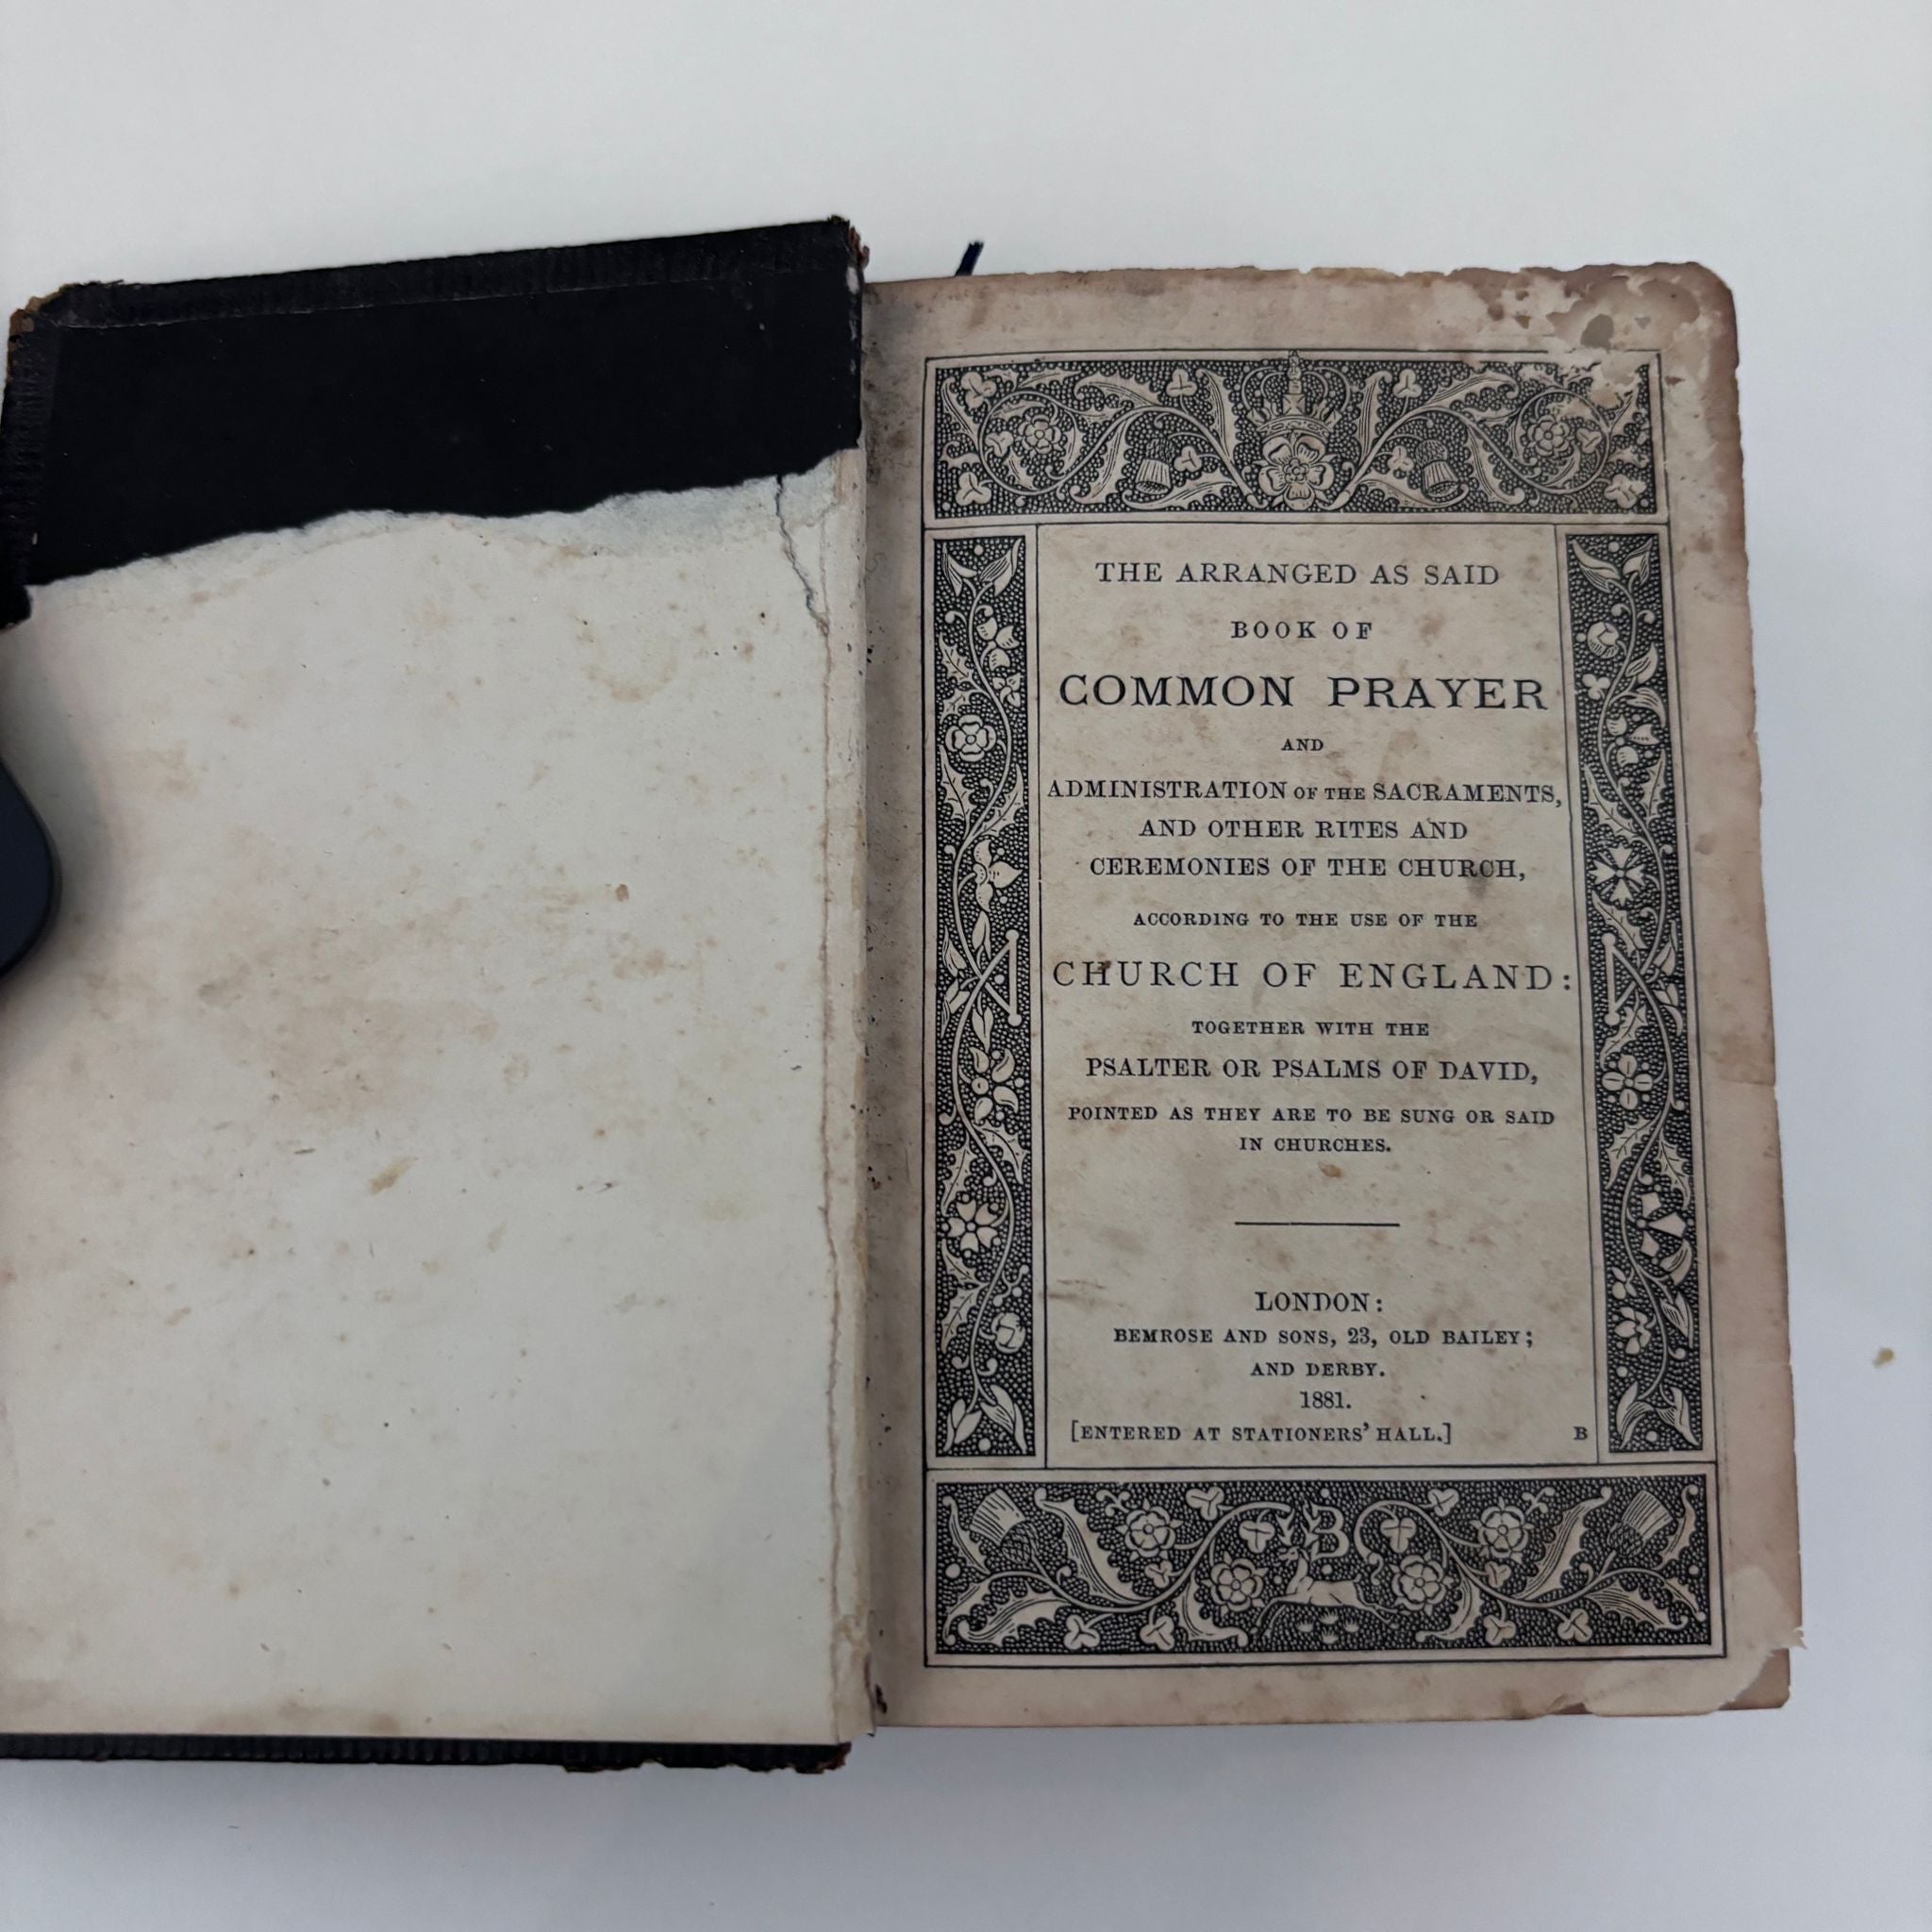 THE ARRANGED AS SAID
BOOK OF
COMMON PRAYER
AND
ADMINISTRATION OF THE SACRAMENTS,
AND OTHER RITES AND
CEREMONIES OF THE CHURCH,
ACCORDING TO THE USE OF THE
CHURCH OF ENGLAND:
TOGETHER WITH THE
PSALTER OR PSALMS OF DAVID,
POINTED AS THEY ARE TO BE SUNG OR SAID
IN CHURCHES.
LONDON:
BEMROSE AND SONS, 23, OLD BAILEY;
AND DERBY.
1881.
[ENTERED AT STATIONERS' HALL.] B
B